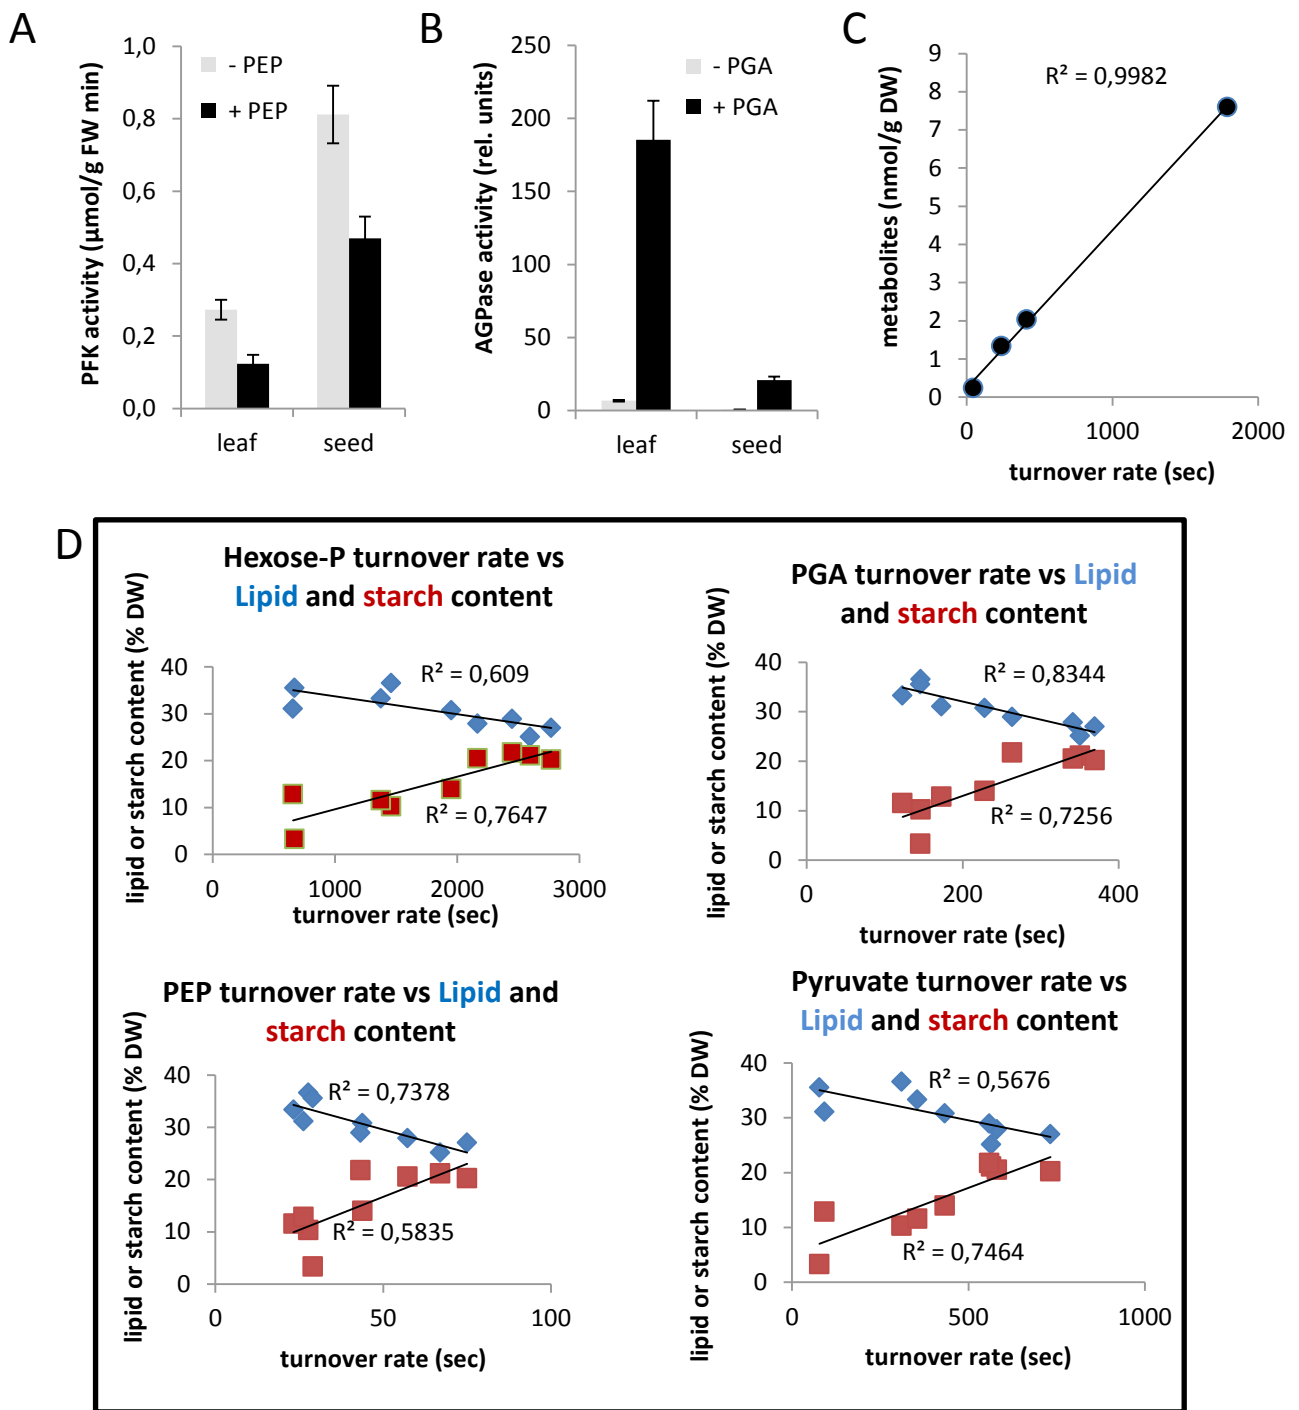 A
PFK activity (µmol/g FW min)
1,0
0,8
0,6
0,4
0,2
0,0
- PEP
+ PEP
leaf
seed
B
AGPase activity (rel. units)
250
200
150
100
50
0
- PGA
+ PGA
leaf
seed
C
metabolites (nmol/g DW)
9
8
7
6
5
4
3
2
1
0
R² = 0,9982
0
1000
2000
turnover rate (sec)
D
Hexose-P turnover rate vs
Lipid and starch content
lipid or starch content (% DW)
40
30
20
10
0
R² = 0,609
R² = 0,7647
0
1000
2000
3000
turnover rate (sec)
PGA turnover rate vs Lipid
and starch content
lipid or starch content (% DW)
40
30
20
10
0
R² = 0,8344
R² = 0,7256
0
200
400
turnover rate (sec)
PEP turnover rate vs Lipid and
starch content
lipid or starch content (% DW)
40
30
20
10
0
R² = 0,7378
R² = 0,5835
0
50
100
turnover rate (sec)
Pyruvate turnover rate vs
Lipid and starch content
lipid or starch content (% DW)
40
30
20
10
0
R² = 0,5676
R² = 0,7464
0
500
1000
turnover rate (sec)